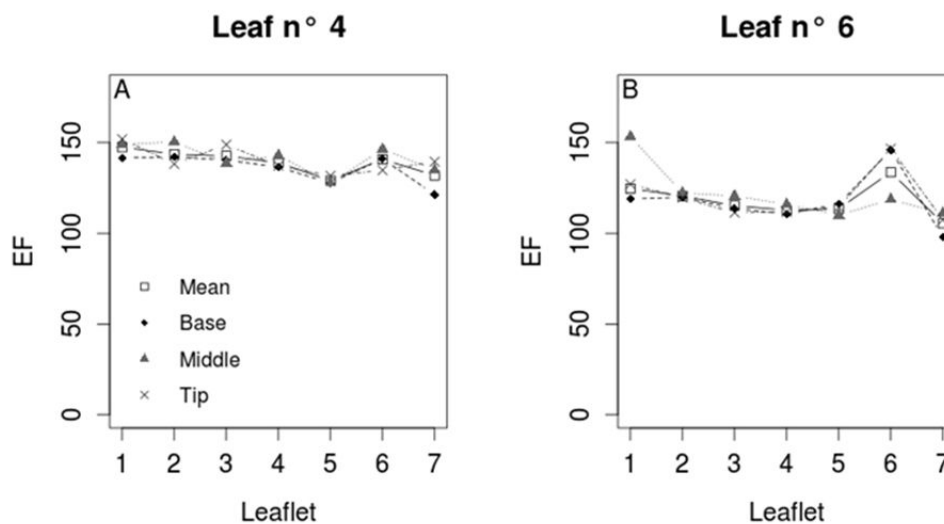 Leaf n° 4
A
EF
150
100
50
0
Mean
Base
Middle
Tip
1 2 3 4 5 6 7
Leaflet
Leaf n° 6
B
EF
150
100
50
0
1 2 3 4 5 6 7
Leaflet